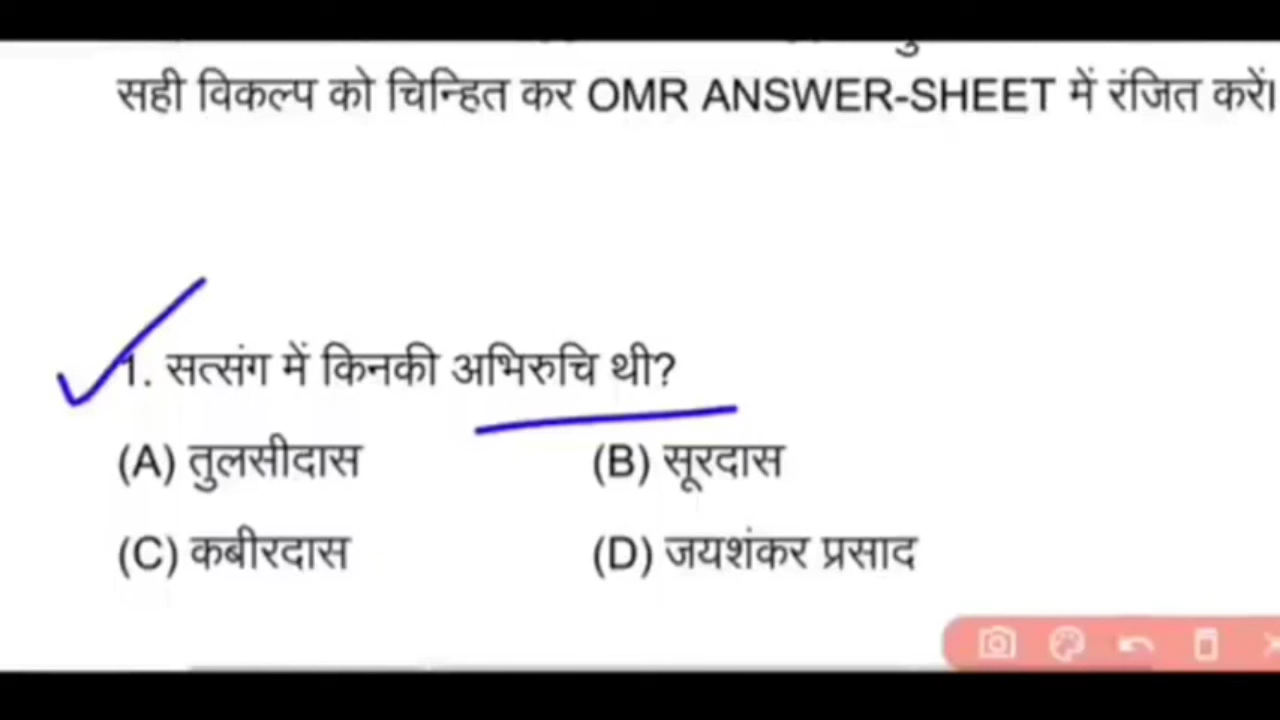 सही विकल्प को चिन्हित कर OMR ANSWER-SHEET में रंजित करें।
1. सत्संग में किनकी अभिरुचि थी?
(A) तुलसीदास (B) सूरदास
(C) कबीरदास (D) जयशंकर प्रसाद